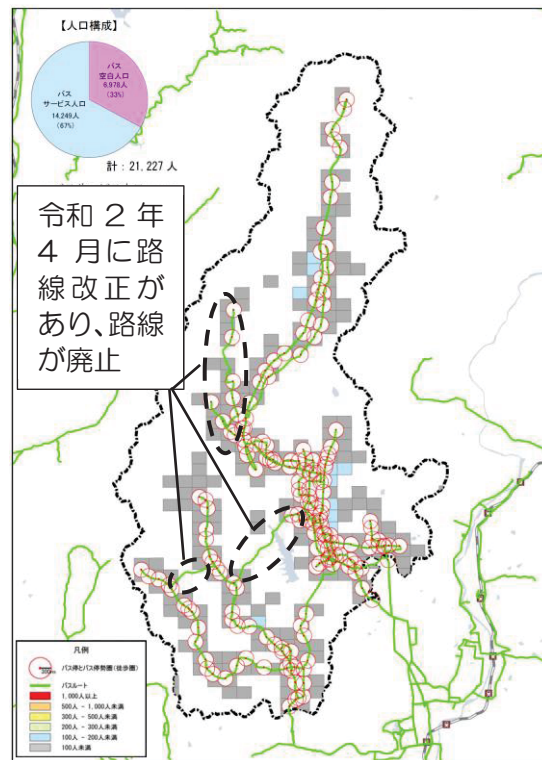 【人口構成】
バス
空白人口
6,978人
(33%)
バス
サービス人口
14,249人
(67%)
計：21,227 人
令和 2 年
4 月に路
線改正が
あり、路線
が廃止
凡例
バス停とバス停勢圏(徒歩圏)
バスルート
1,000人以上
500人 - 1,000人未満
300人 - 500人未満
200人 - 300人未満
100人 - 200人未満
100人未満